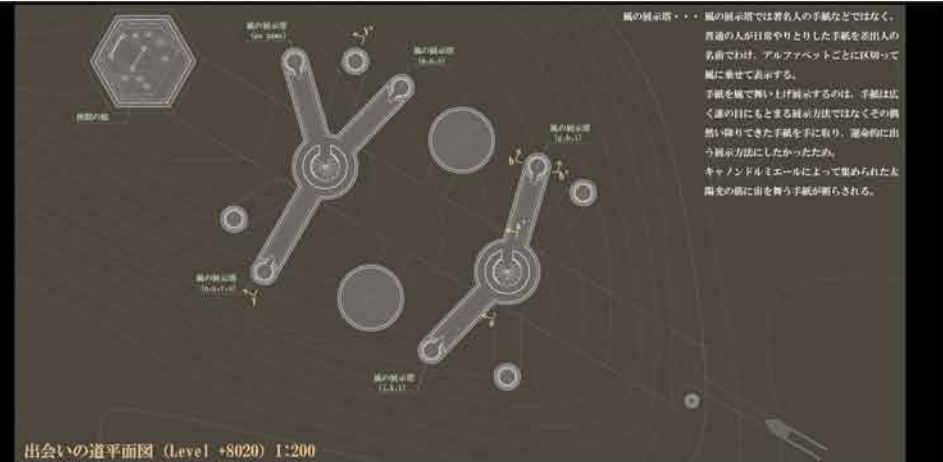 風の展示塔・・・ 風の展示塔では著名人の手紙などではなく、
普通の人が日常やりとりした手紙を差出人の
名前でわけ、アルファベットごとに区切って
風に乗せて表示する。
手紙を風で舞い上げ展示するのは、手紙は広
く誰の目にもとまる展示方法ではなくその偶
然い降りてきた手紙を手に取り、運命的に出
う展示方法にしたかったため。
キャノンドルミエールによって集められた太
陽光の筋に宙を舞う手紙が照らされる。
風の展示塔
(no name)
風の展示塔
風の展示塔
風の展示塔
風の展示塔
出会いの道平面図 (Level +8020) 1:200